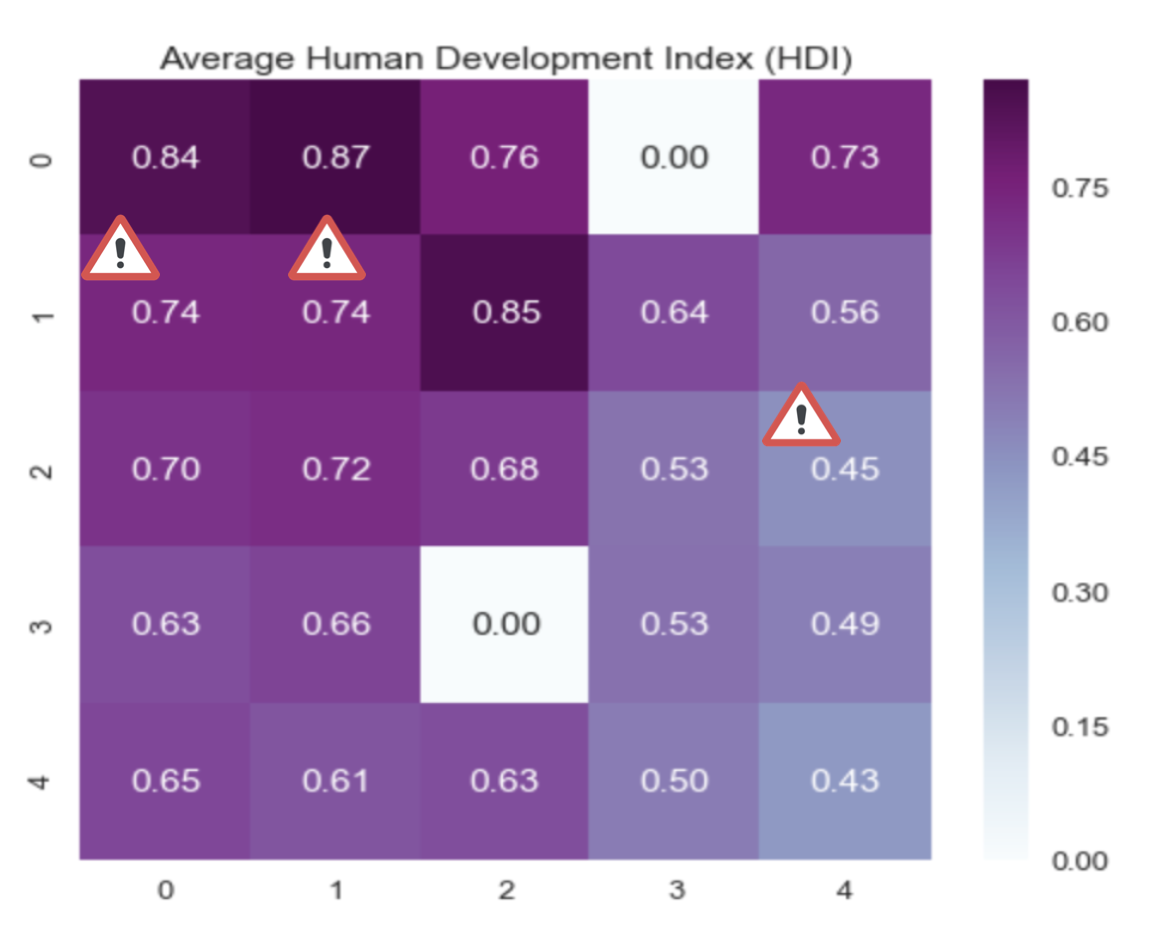 Average Human Development Index (HDI)
0 0.84 0.87 0.76 0.00 0.73 0.75
! !
1 0.74 0.74 0.85 0.64 0.56 0.60
!
2 0.70 0.72 0.68 0.53 0.45 0.45
3 0.63 0.66 0.00 0.53 0.49 0.30
4 0.65 0.61 0.63 0.50 0.43 0.15
0.00
0 1 2 3 4